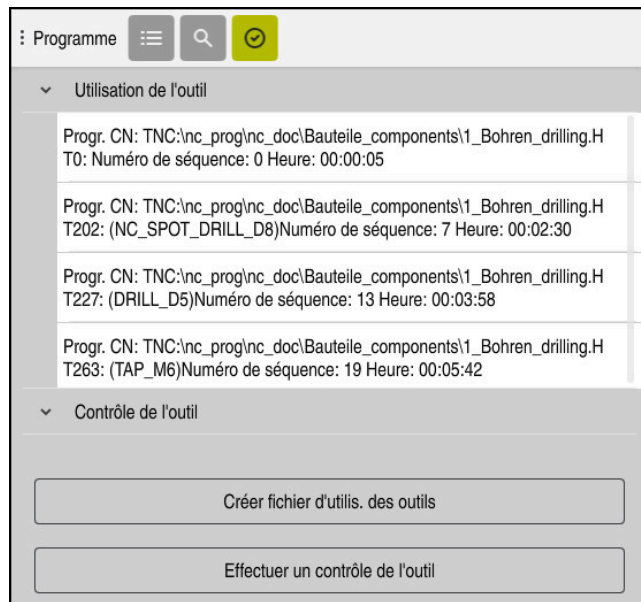 Programme
Utilisation de l'outil
Progr. CN: TNC:\nc_prog\nc_doc\Bauteile_components\1_Bohren_drilling.H
T0: Numéro de séquence: 0 Heure: 00:00:05
Progr. CN: TNC:\nc_prog\nc_doc\Bauteile_components\1_Bohren_drilling.H
T202: (NC_SPOT_DRILL_D8)Numéro de séquence: 7 Heure: 00:02:30
Progr. CN: TNC:\nc_prog\nc_doc\Bauteile_components\1_Bohren_drilling.H
T227: (DRILL_D5)Numéro de séquence: 13 Heure: 00:03:58
Progr. CN: TNC:\nc_prog\nc_doc\Bauteile_components\1_Bohren_drilling.H
T263: (TAP_M6)Numéro de séquence: 19 Heure: 00:05:42
Contrôle de l'outil
Créer fichier d'utilis. des outils
Effectuer un contrôle de l'outil